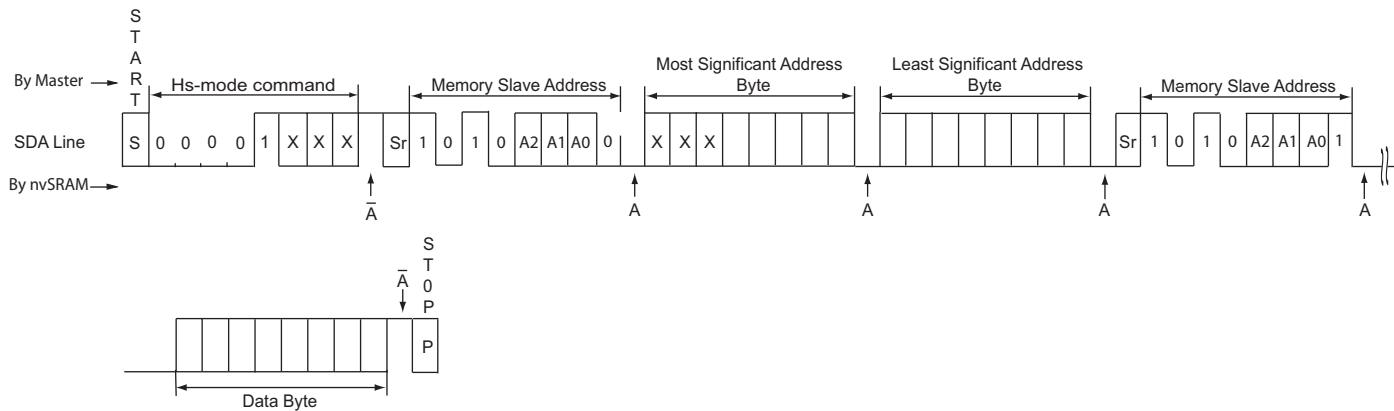 START
By Master
Hs-mode command
Memory Slave Address
Most Significant Address
Byte
Least Significant Address
Byte
Memory Slave Address
SDA Line
S 0 0 0 0 1 X X X Sr 1 0 1 0 A2 A1 A0 0 X X X Sr 1 0 1 0 A2 A1 A0 1
By nvSRAM
A̅ A A A A
A̅
ST0P
P
Data Byte